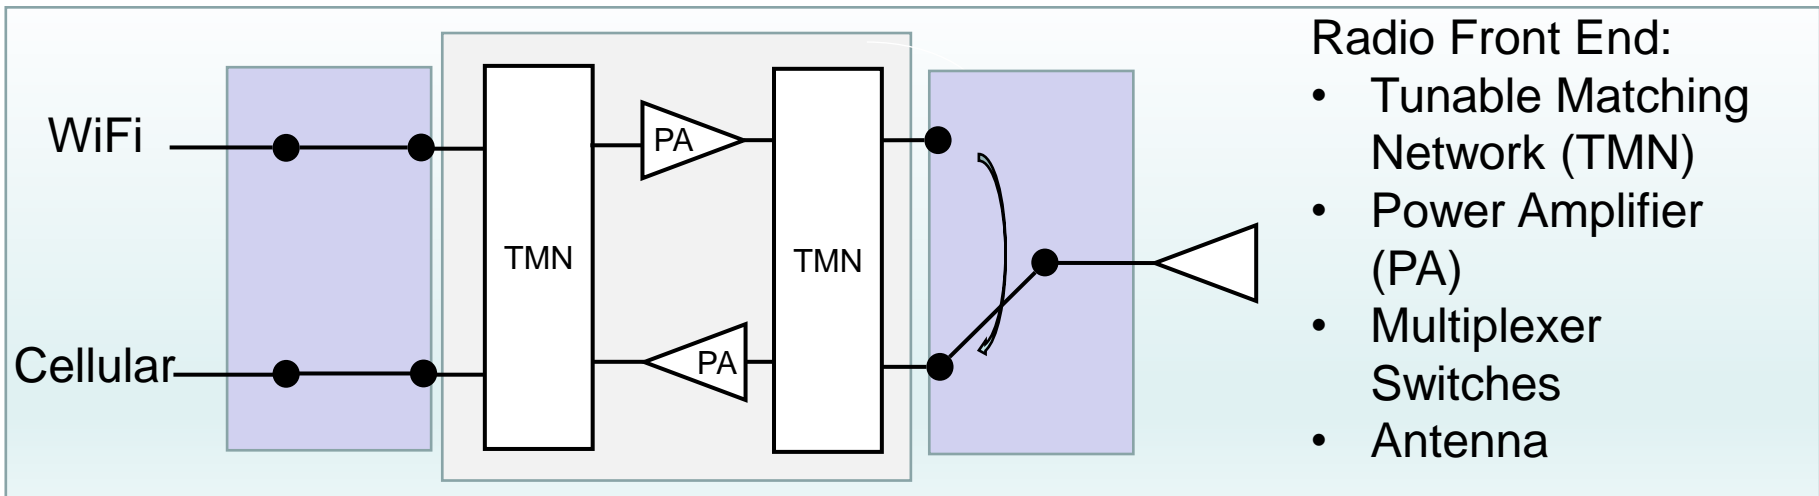 WiFi
Cellular
TMN
PA
PA
TMN
Radio Front End:
• Tunable Matching
Network (TMN)
• Power Amplifier
(PA)
• Multiplexer
Switches
• Antenna